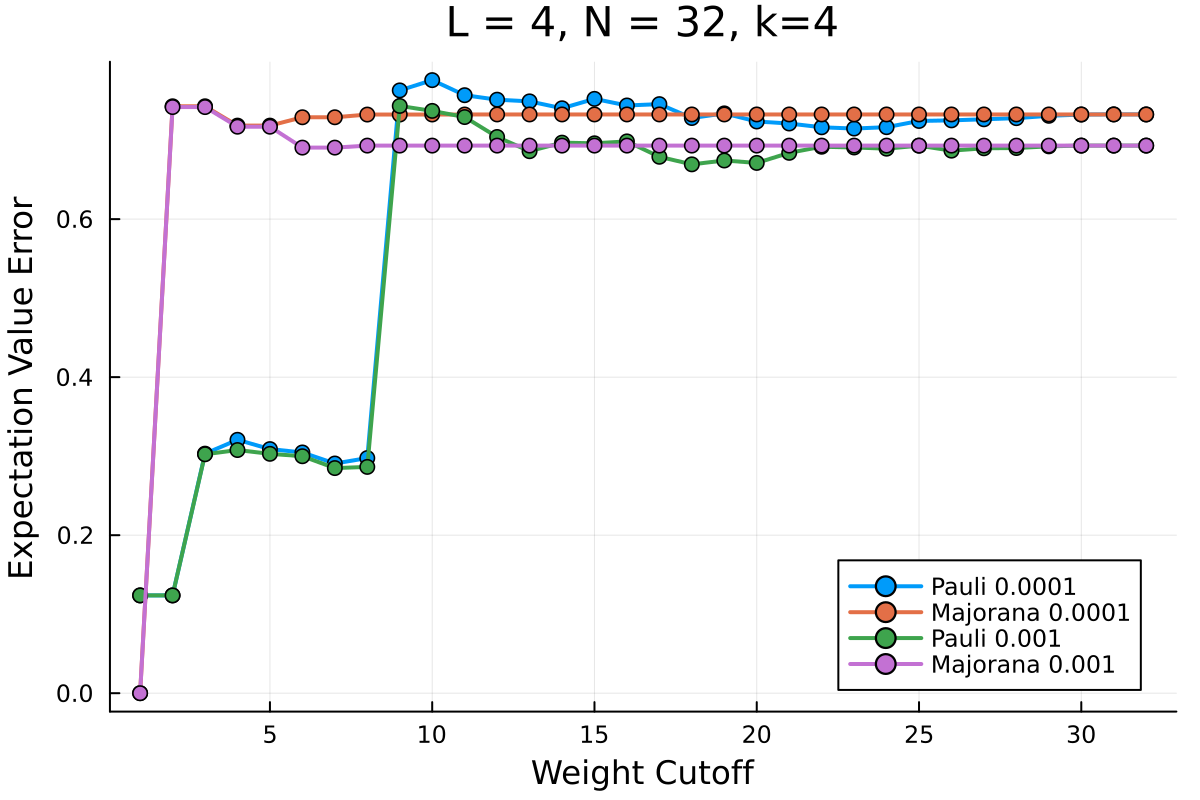 L = 4, N = 32, k=4
Expectation Value Error
0.6
0.4
0.2
0.0
5
10
15
20
25
30
Weight Cutoff
Pauli 0.0001
Majorana 0.0001
Pauli 0.001
Majorana 0.001